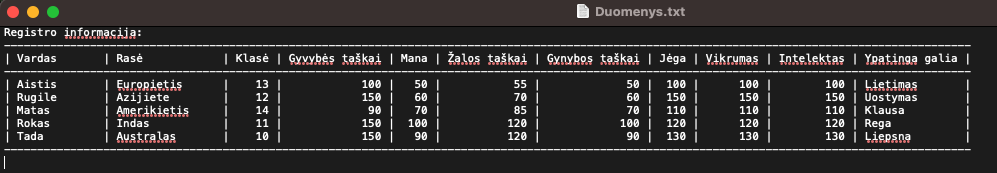 Duomenys.txt
Registro informacija:
| Vardas | Rasė | Klasė | Gyvybės taškai | Mana | Žalos taškai | Gynybos taškai | Jėga | Vikrumas | Intelektas | Ypatinga galia |
| Aistis | Europietis | 13 | 100 | 50 | 55 | 50 | 100 | 100 | 100 | Lietimas |
| Rugile | Azijiete | 12 | 150 | 60 | 70 | 60 | 150 | 150 | 150 | Uostymas |
| Matas | Amerikietis | 14 | 90 | 70 | 85 | 70 | 110 | 110 | 110 | Klausa |
| Rokas | Indas | 11 | 150 | 100 | 120 | 100 | 120 | 120 | 120 | Rega |
| Tada | Australas | 10 | 150 | 90 | 120 | 90 | 130 | 130 | 130 | Liepsna |